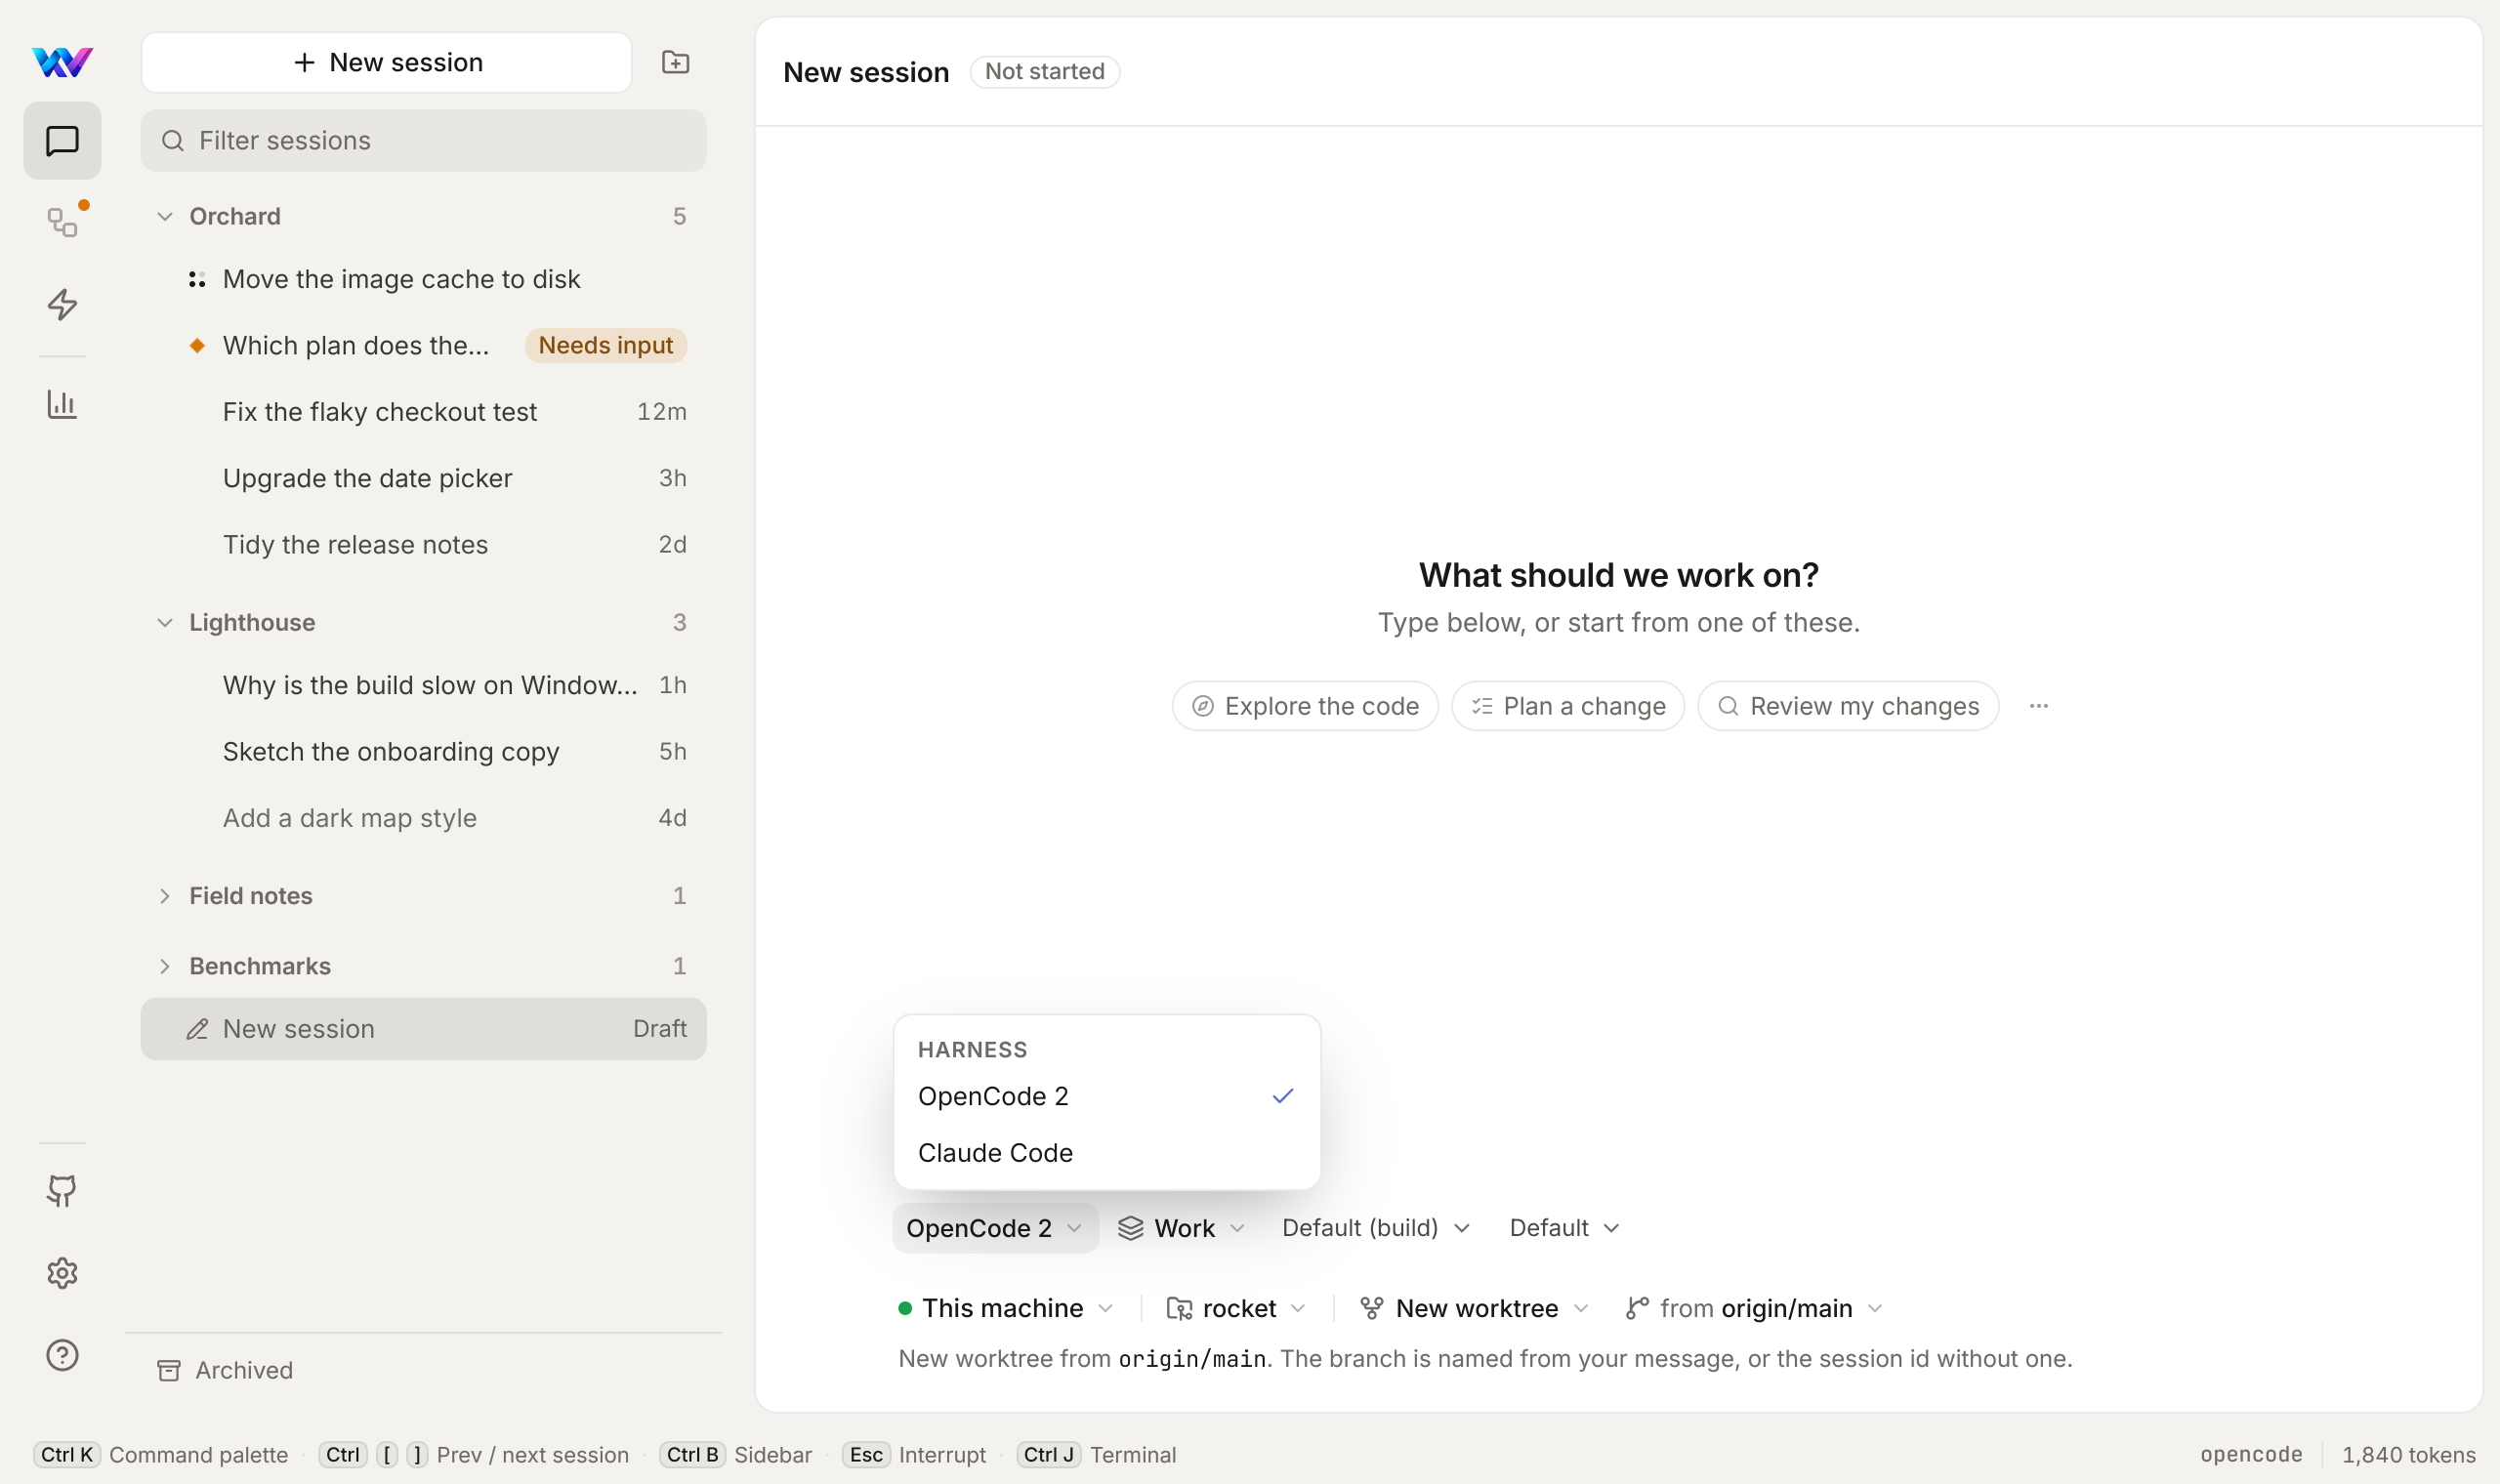 New session
Filter sessions
Orchard 5
Move the image cache to disk
Which plan does the... Needs input
Fix the flaky checkout test 12m
Upgrade the date picker 3h
Tidy the release notes 2d
Lighthouse 3
Why is the build slow on Window... 1h
Sketch the onboarding copy 5h
Add a dark map style 4d
Field notes 1
Benchmarks 1
New session Draft
Archived
New session Not started
What should we work on?
Type below, or start from one of these.
Explore the code Plan a change Review my changes
HARNESS
OpenCode 2
Claude Code
OpenCode 2 Work Default (build) Default
This machine rocket New worktree from origin/main
New worktree from origin/main. The branch is named from your message, or the session id without one.
Ctrl K Command palette · Ctrl [ ] Prev / next session · Ctrl B Sidebar · Esc Interrupt · Ctrl J Terminal opencode 1,840 tokens